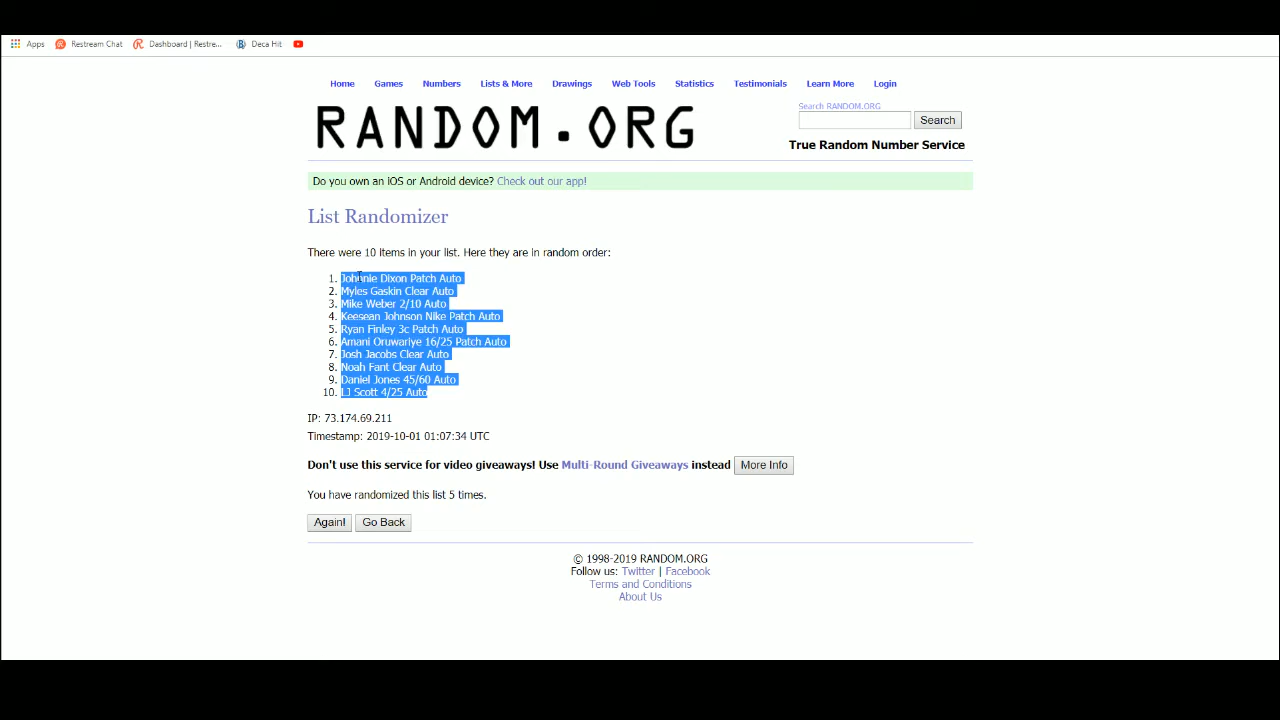 Apps Restream Chat Dashboard | Restre... Deca Hit
Home Games Numbers Lists & More Drawings Web Tools Statistics Testimonials Learn More Login
RANDOM.ORG
Search RANDOM.ORG
Search
True Random Number Service
Do you own an iOS or Android device? Check out our app!
List Randomizer
There were 10 items in your list. Here they are in random order:
1. Johnnie Dixon Patch Auto
2. Myles Gaskin Clear Auto
3. Mike Weber 2/10 Auto
4. Keesean Johnson Nike Patch Auto
5. Ryan Finley 3c Patch Auto
6. Amani Oruwariye 16/25 Patch Auto
7. Josh Jacobs Clear Auto
8. Noah Fant Clear Auto
9. Daniel Jones 45/60 Auto
10. LJ Scott 4/25 Auto
IP: 73.174.69.211
Timestamp: 2019-10-01 01:07:34 UTC
Don't use this service for video giveaways! Use Multi-Round Giveaways instead More Info
You have randomized this list 5 times.
Again! Go Back
© 1998-2019 RANDOM.ORG
Follow us: Twitter | Facebook
Terms and Conditions
About Us